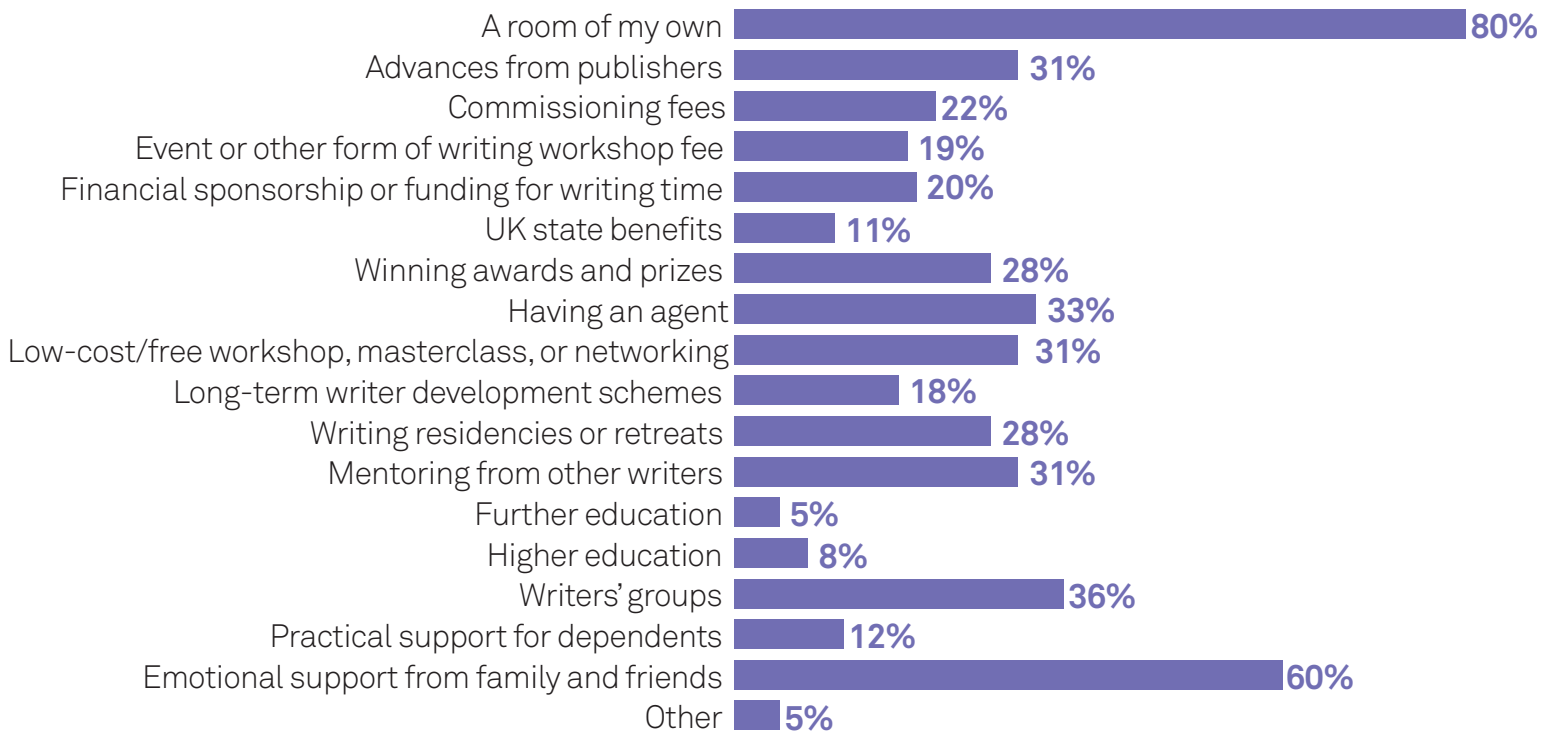 A room of my own 80%
Advances from publishers 31%
Commissioning fees 22%
Event or other form of writing workshop fee 19%
Financial sponsorship or funding for writing time 20%
UK state benefits 11%
Winning awards and prizes 28%
Having an agent 33%
Low-cost/free workshop, masterclass, or networking 31%
Long-term writer development schemes 18%
Writing residencies or retreats 28%
Mentoring from other writers 31%
Further education 5%
Higher education 8%
Writers’ groups 36%
Practical support for dependents 12%
Emotional support from family and friends 60%
Other 5%